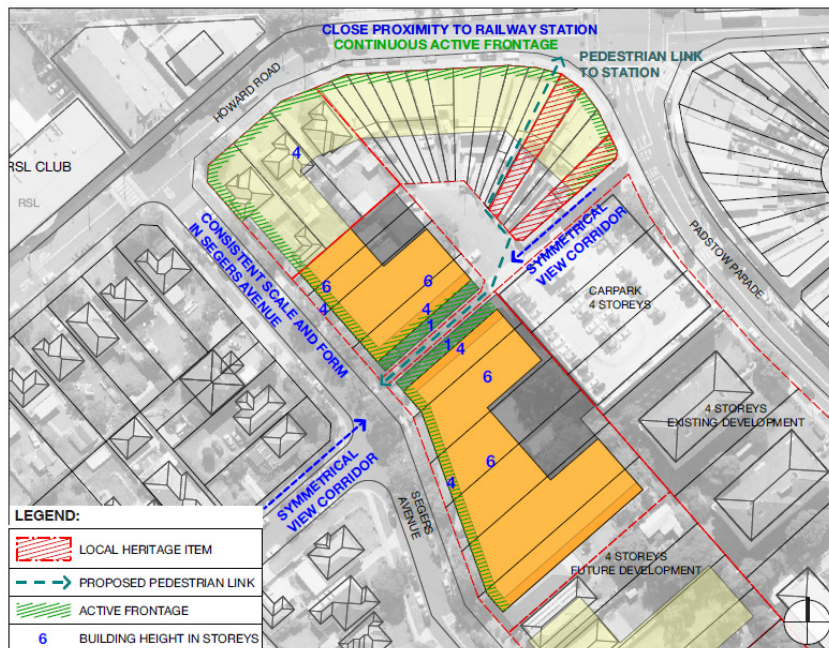 CLOSE PROXIMITY TO RAILWAY STATION
CONTINUOUS ACTIVE FRONTAGE
PEDESTRIAN LINK
TO STATION
HOWARD ROAD
RSL CLUB
RSL
4
CONSISTENT SCALE AND FORM
IN SEGERS AVENUE
SYMMETRICAL
VIEW CORRIDOR
PADSTOW PARADE
CARPARK
4 STOREYS
6
4
6
4
1
1
4
6
6
4
4 STOREYS
EXISTING DEVELOPMENT
SYMMETRICAL
VIEW CORRIDOR
SEGERS
AVENUE
4 STOREYS
FUTURE DEVELOPMENT
LEGEND:
LOCAL HERITAGE ITEM
PROPOSED PEDESTRIAN LINK
ACTIVE FRONTAGE
6 BUILDING HEIGHT IN STOREYS